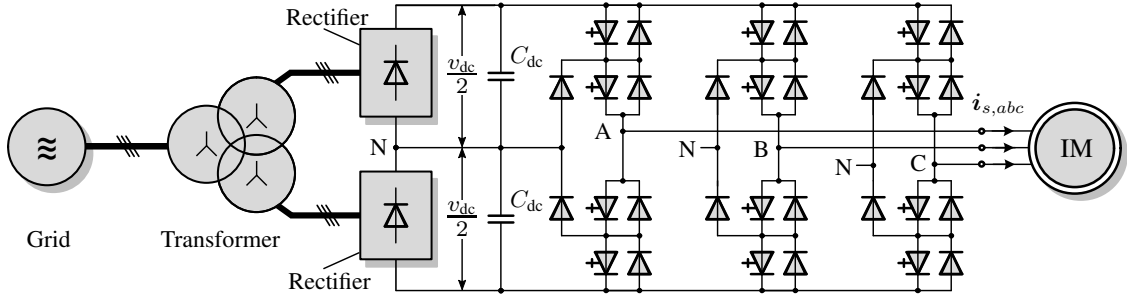 Rectifier
v_dc
2
C_dc
i_s,abc
A
N
N
B
N
C
IM
v_dc
2
C_dc
Grid
Transformer
Rectifier